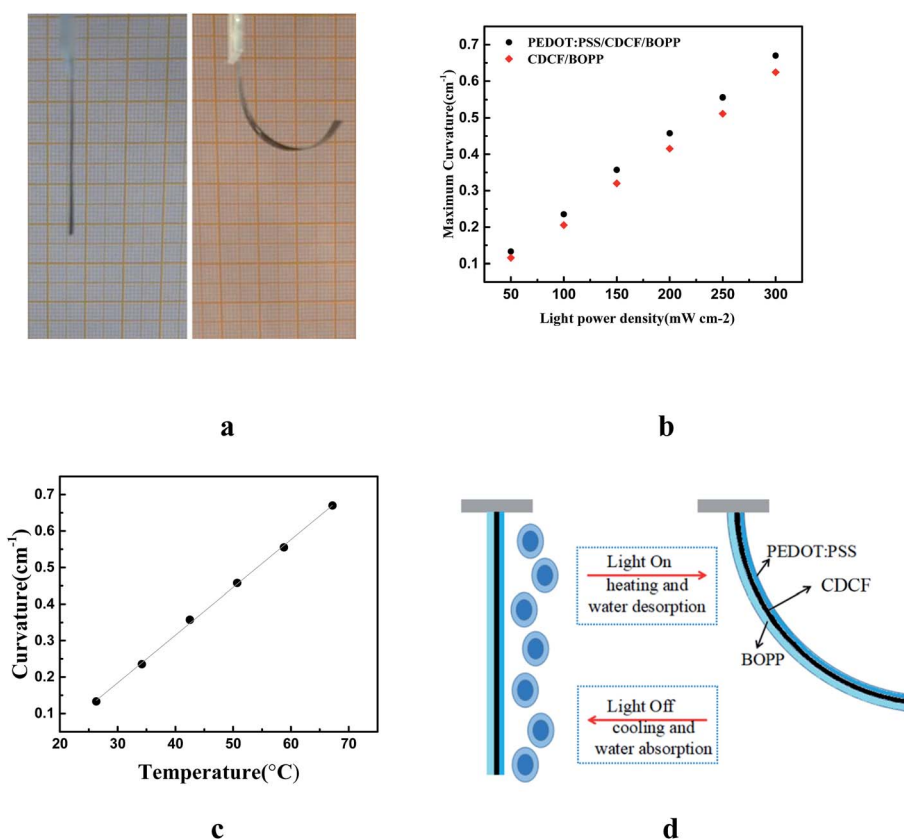 PEDOT:PSS/CDCF/BOPP
CDCF/BOPP
Maximum Curvature(cm⁻¹)
0.7
0.6
0.5
0.4
0.3
0.2
0.1
50 100 150 200 250 300
Light power density(mW cm-2)
a
b
Curvature(cm⁻¹)
0.7
0.6
0.5
0.4
0.3
0.2
0.1
20 30 40 50 60 70
Temperature(°C)
Light On
heating and
water desorption
Light Off
cooling and
water absorption
PEDOT:PSS
CDCF
BOPP
c
d